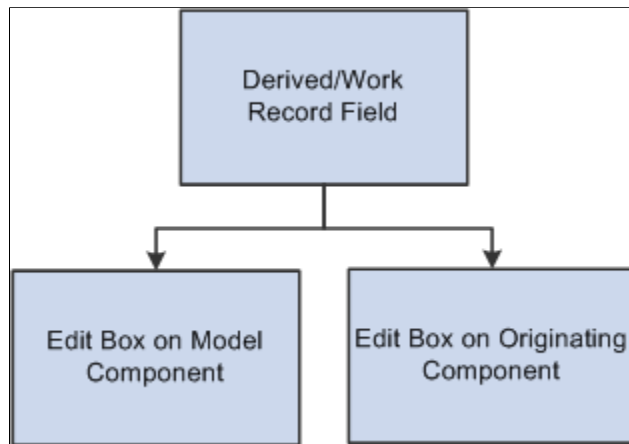 Derived/Work
Record Field
Edit Box on Model
Component
Edit Box on Originating
Component